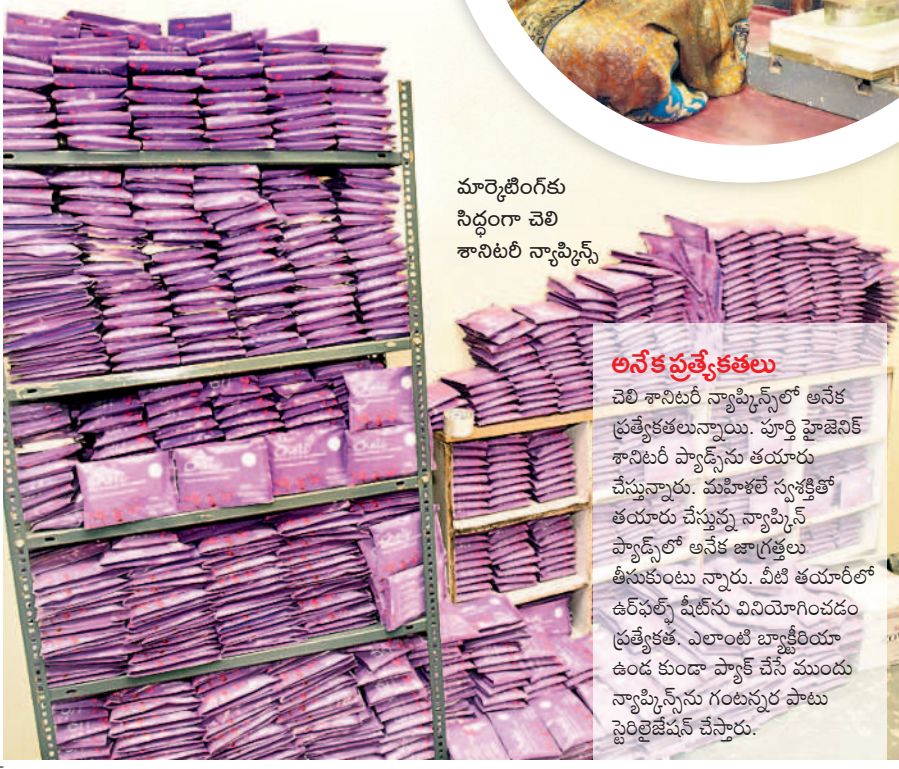 మార్కెటింగ్‌కు
సిద్ధంగా చెలి
శానిటరీ న్యాప్కిన్స్
అనేక ప్రత్యేకతలు
చెలి శానిటరీ న్యాప్కిన్స్‌లో అనేక
ప్రత్యేకతలున్నాయి. పూర్తి హైజెనిక్
శానిటరీ ప్యాడ్స్‌ను తయారు
చేస్తున్నారు. మహిళలే స్వశక్తితో
తయారు చేస్తున్న న్యాప్కిన్
ప్యాడ్స్‌లో అనేక జాగ్రత్తలు
తీసుకుంటు న్నారు. వీటి తయారీలో
ఉర్‌ఫల్ఫ్ షీట్‌ను వినియోగించడం
ప్రత్యేకత. ఎలాంటి బ్యాక్టీరియా
ఉండ కుండా ప్యాక్ చేసే ముందు
న్యాప్కిన్స్‌ను గంటన్నర పాటు
స్టెరిలైజేషన్ చేస్తారు.